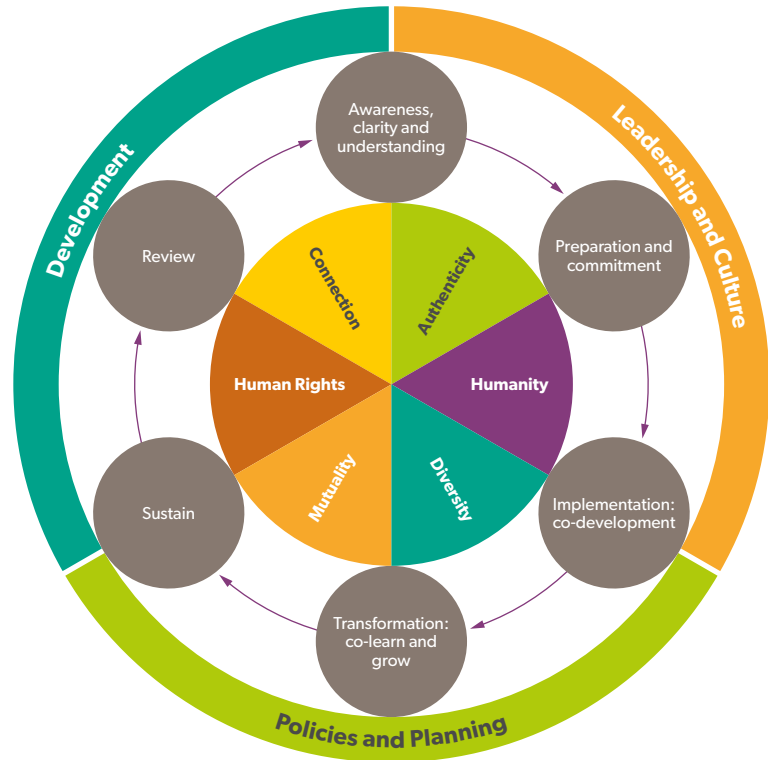 Awareness,
clarity and
understanding
Leadership and Culture
Development
Preparation and
commitment
Review
Connection
Authenticity
Human Rights
Humanity
Mutuality
Diversity
Implementation:
co-development
Sustain
Transformation:
co-learn and
grow
Policies and Planning